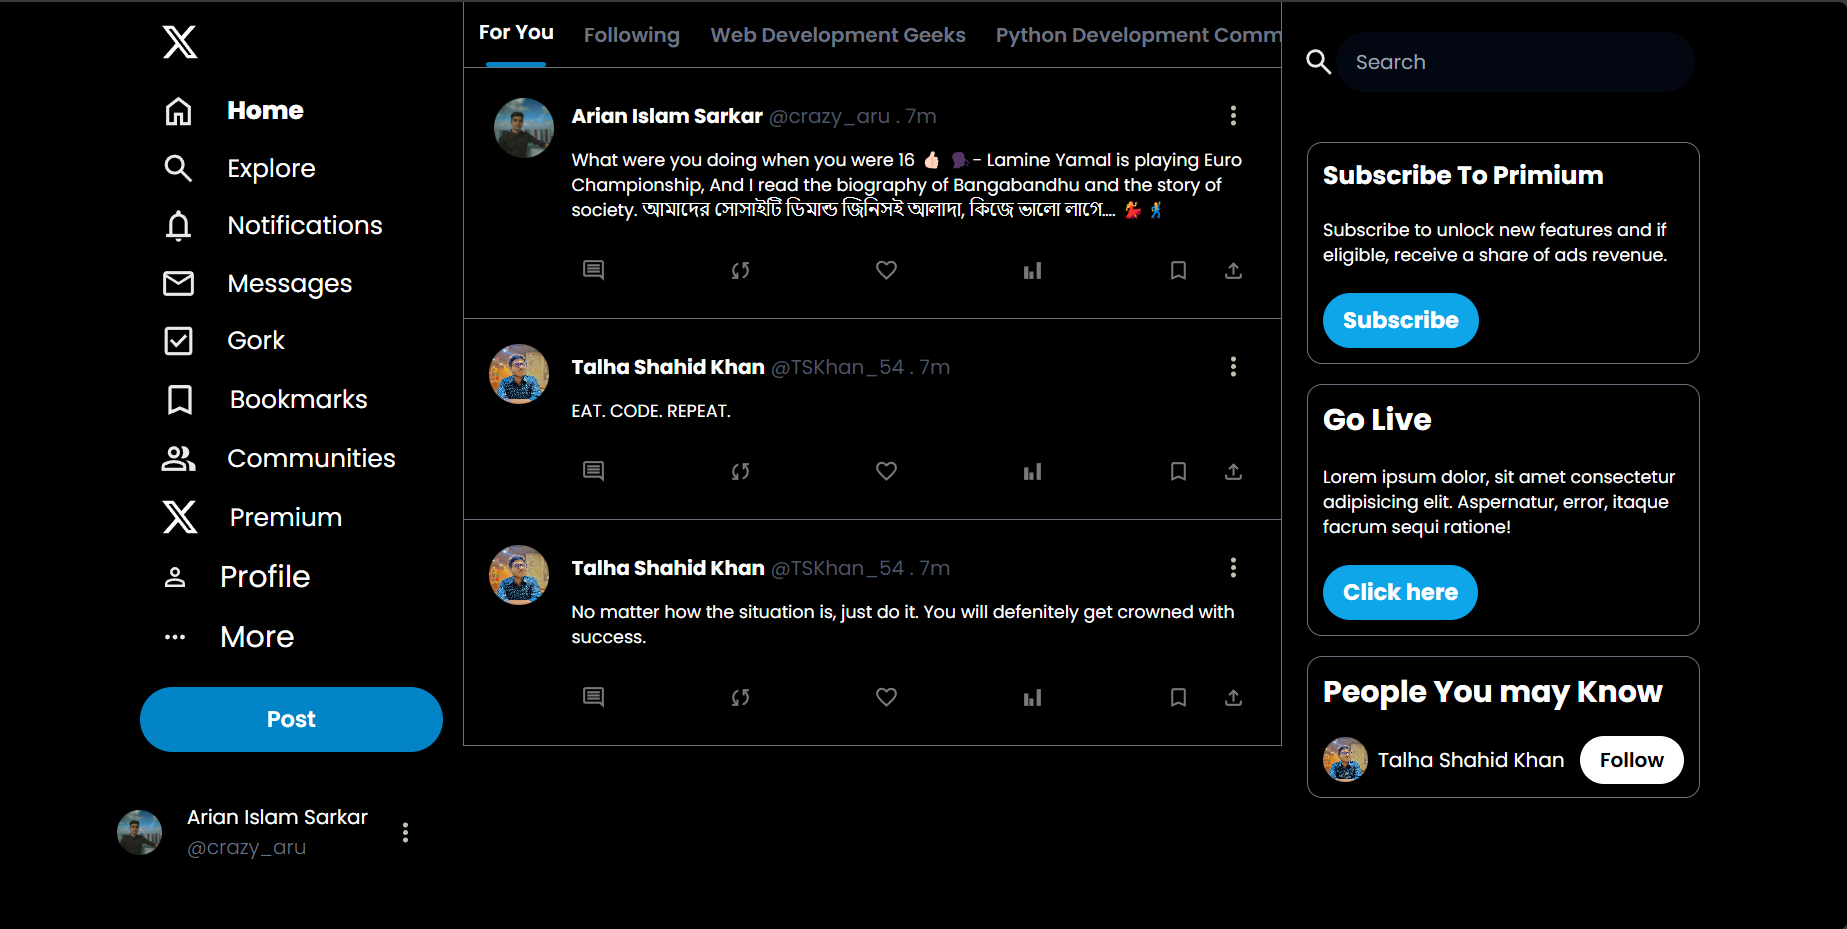 Home
Explore
Notifications
Messages
Gork
Bookmarks
Communities
Premium
Profile
More
Post
Arian Islam Sarkar
@crazy_aru
For You Following Web Development Geeks Python Development Comm
Arian Islam Sarkar @crazy_aru . 7m
What were you doing when you were 16 👍🏻 🗣️- Lamine Yamal is playing Euro
Championship, And I read the biography of Bangabandhu and the story of
society. আমাদের সোসাইটি ডিমান্ড জিনিসই আলাদা, কিজে ভালো লাগে.... 💃 🕺
Talha Shahid Khan @TSKhan_54 . 7m
EAT. CODE. REPEAT.
Talha Shahid Khan @TSKhan_54 . 7m
No matter how the situation is, just do it. You will defenitely get crowned with
success.
Search
Subscribe To Primium
Subscribe to unlock new features and if
eligible, receive a share of ads revenue.
Subscribe
Go Live
Lorem ipsum dolor, sit amet consectetur
adipisicing elit. Aspernatur, error, itaque
facrum sequi ratione!
Click here
People You may Know
Talha Shahid Khan Follow